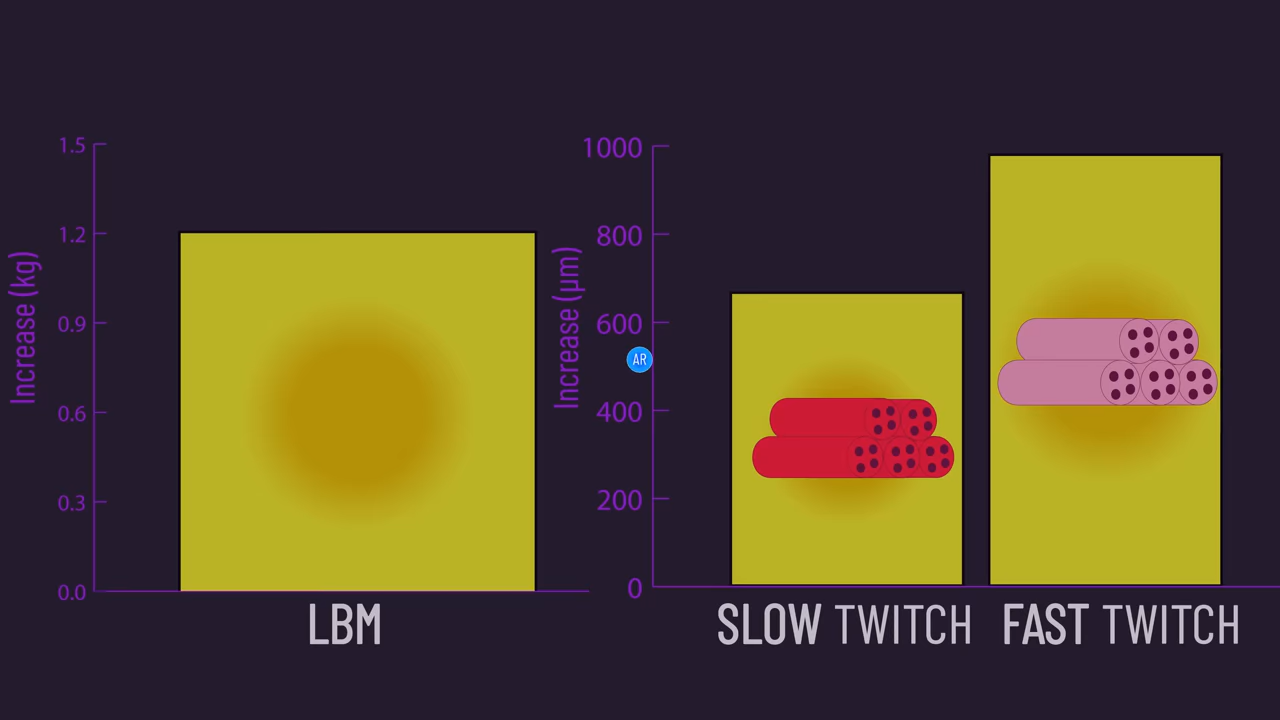 1.5
1.2
0.9
0.6
0.3
0.0
Increase (kg)
LBM
1000
800
600
400
200
0
Increase (μm)
AR
SLOW TWITCH
FAST TWITCH